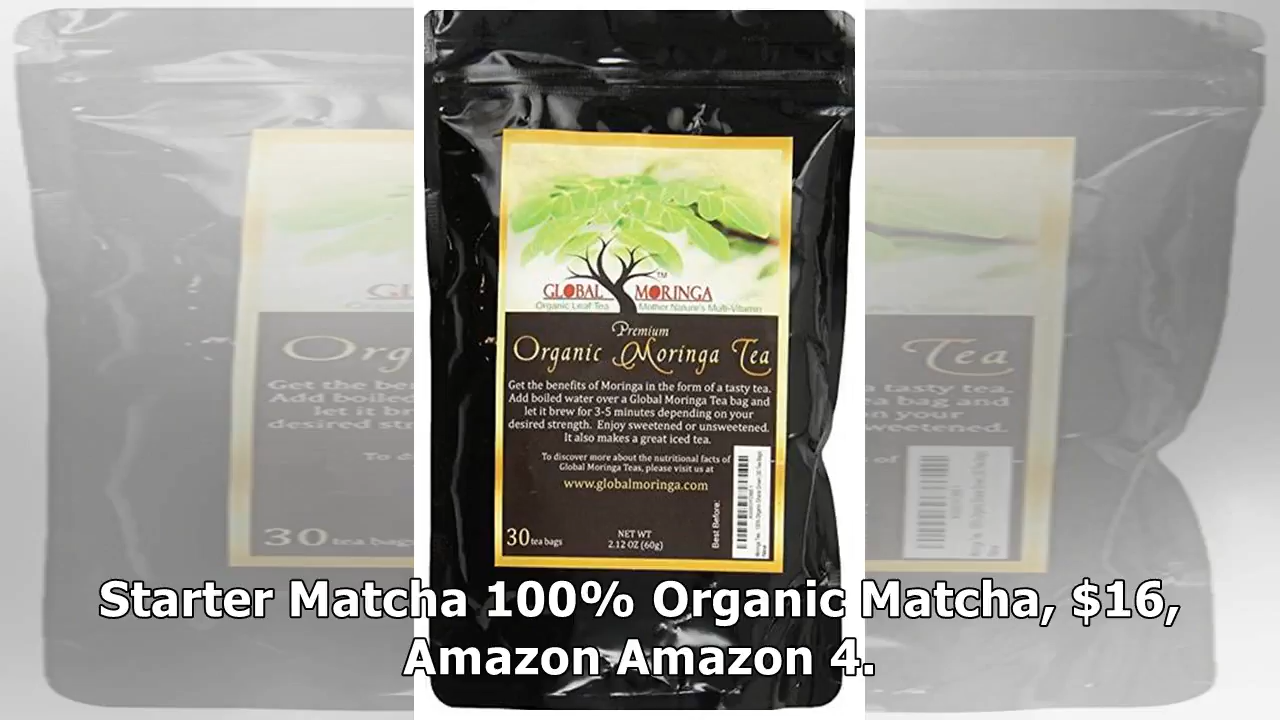 GLOBAL MORINGA™
Organic Leaf Tea Mother Nature's Multi-Vitamin
Premium
Organic Moringa Tea
Get the benefits of Moringa in the form of a tasty tea.
Add boiled water over a Global Moringa Tea bag and
let it brew for 3-5 minutes depending on your
desired strength. Enjoy sweetened or unsweetened.
It also makes a great iced tea.
To discover more about the nutritional facts of
Global Moringa Teas, please visit us at
www.globalmoringa.com
30 tea bags
NET WT
2.12 OZ (60g)
Best Before:
Starter Matcha 100% Organic Matcha, $16,
Amazon Amazon 4.